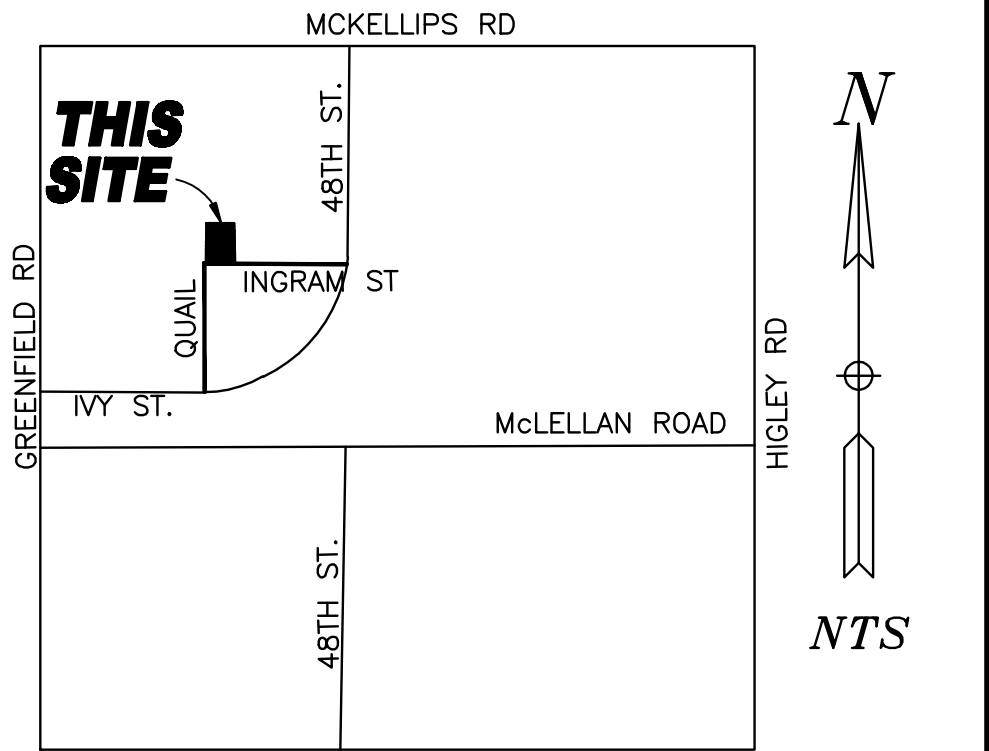 MCKELLIPS RD
N
48TH ST.
THIS
SITE
INGRAM ST
QUAIL
GREENFIELD RD
IVY ST.
McLELLAN ROAD
HIGLEY RD
48TH ST.
NTS